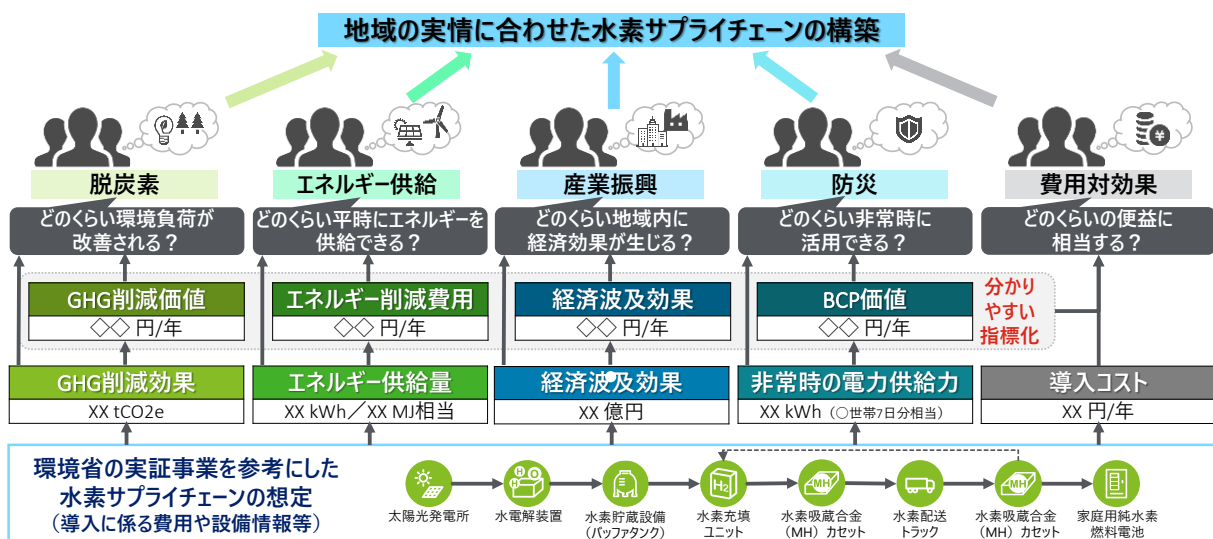 地域の実情に合わせた水素サプライチェーンの構築
脱炭素
エネルギー供給
産業振興
防災
¥
費用対効果
どのくらい環境負荷が
改善される？
どのくらい平時にエネルギーを
供給できる？
どのくらい地域内に
経済効果が生じる？
どのくらい非常時に
活用できる？
どのくらいの便益に
相当する？
GHG削減価値
◇◇ 円/年
エネルギー削減費用
◇◇ 円/年
経済波及効果
◇◇ 円/年
BCP価値
◇◇ 円/年
分かり
やすい
指標化
GHG削減効果
XX tCO2e
エネルギー供給量
XX kWh／XX MJ相当
経済波及効果
XX 億円
非常時の電力供給力
XX kWh（○世帯7日分相当）
導入コスト
XX 円/年
環境省の実証事業を参考にした
水素サプライチェーンの想定
（導入に係る費用や設備情報等）
太陽光発電所
H O H
水電解装置
水素貯蔵設備
（バッファタンク）
H2
水素充填
ユニット
MH
水素吸蔵合金
（MH）カセット
水素配送
トラック
MH
水素吸蔵合金
（MH）カセット
家庭用純水素
燃料電池